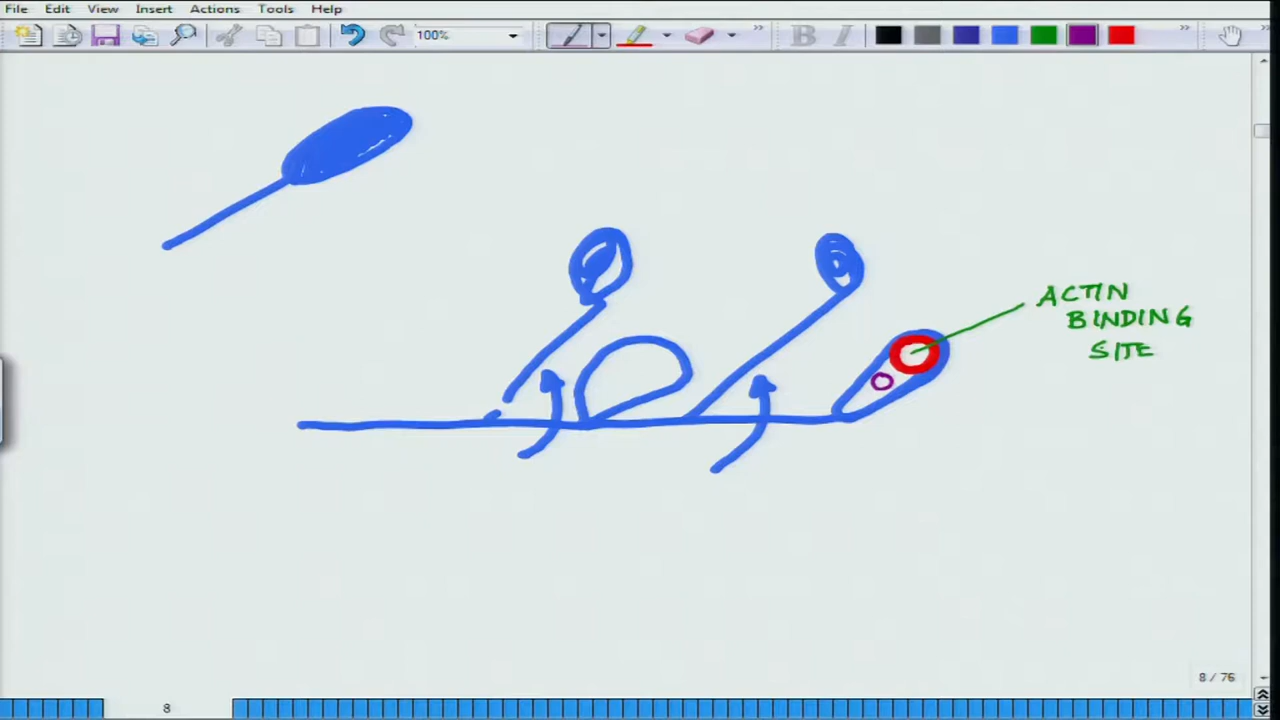 File Edit View Insert Actions Tools Help
100%
B I
ACTIN
BINDING
SITE
8 / 76
8